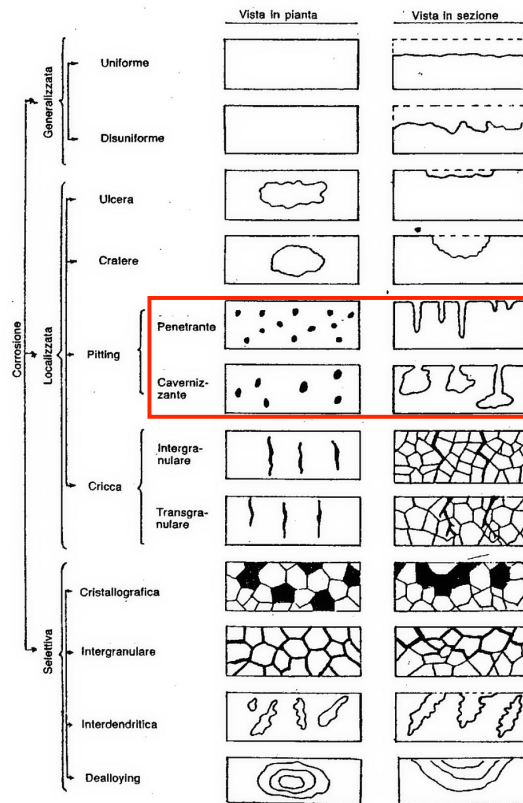 Vista in pianta
Vista in sezione
Corrosione
Generalizzata
Uniforme
Disuniforme
Localizzata
Ulcera
Cratere
Pitting
Penetrante
Caverniz-
zante
Cricca
Intergra-
nulare
Transgra-
nulare
Selettiva
Cristallografica
Intergranulare
Interdendritica
Dealloying